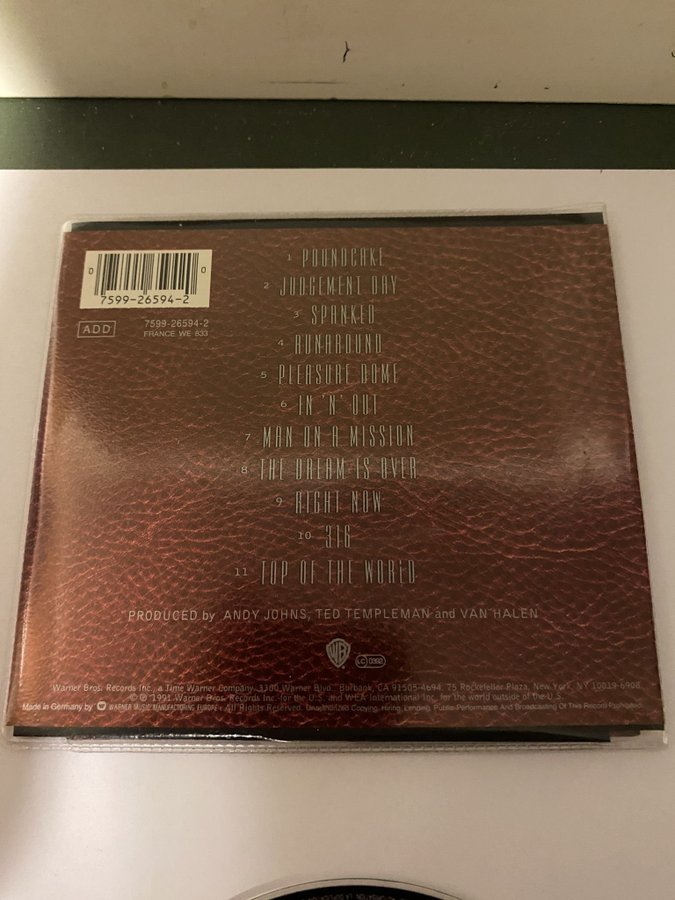 0 0
7599-26594-2
ADD
7599-26594-2
FRANCE WE 833
1 POUNDCAKE
2 JUDGEMENT DAY
3 SPANKED
4 RUNAROUND
5 PLEASURE DOME
6 IN 'N' OUT
7 MAN ON A MISSION
8 THE DREAM IS OVER
9 RIGHT NOW
10 316
11 TOP OF THE WORLD
PRODUCED by ANDY JOHNS, TED TEMPLEMAN and VAN HALEN
WB LC 0392
Warner Bros. Records Inc., a Time Warner Company, 3300 Warner Blvd., Burbank, CA 91505-4694. 75 Rockefeller Plaza, New York, NY 10019-6908.
©℗ 1991 Warner Bros. Records Inc. for the U.S. and WEA International Inc. for the world outside of the U.S.
Made in Germany by WARNER MUSIC MANUFACTURING EUROPE • All Rights Reserved. Unauthorized Copying, Hiring, Lending, Public Performance And Broadcasting Of This Record Prohibited.